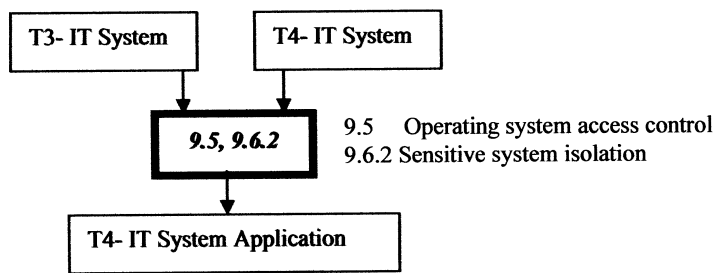 T3- IT System
T4- IT System
9.5, 9.6.2
9.5 Operating system access control
9.6.2 Sensitive system isolation
T4- IT System Application